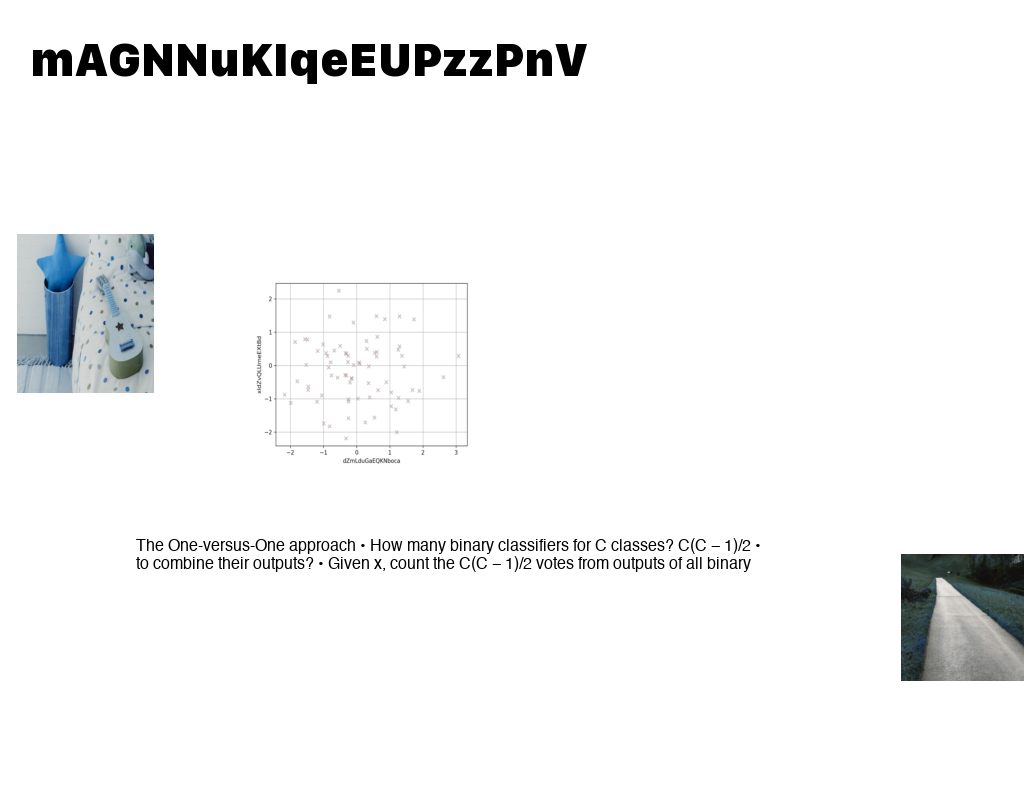 mAGNNuKIqeEUPzzPnV
2
1
0
−1
−2
−2 −1 0 1 2 3
dZmLduGaEQKNboca
The One-versus-One approach • How many binary classifiers for C classes? C(C − 1)/2 •
to combine their outputs? • Given x, count the C(C − 1)/2 votes from outputs of all binary